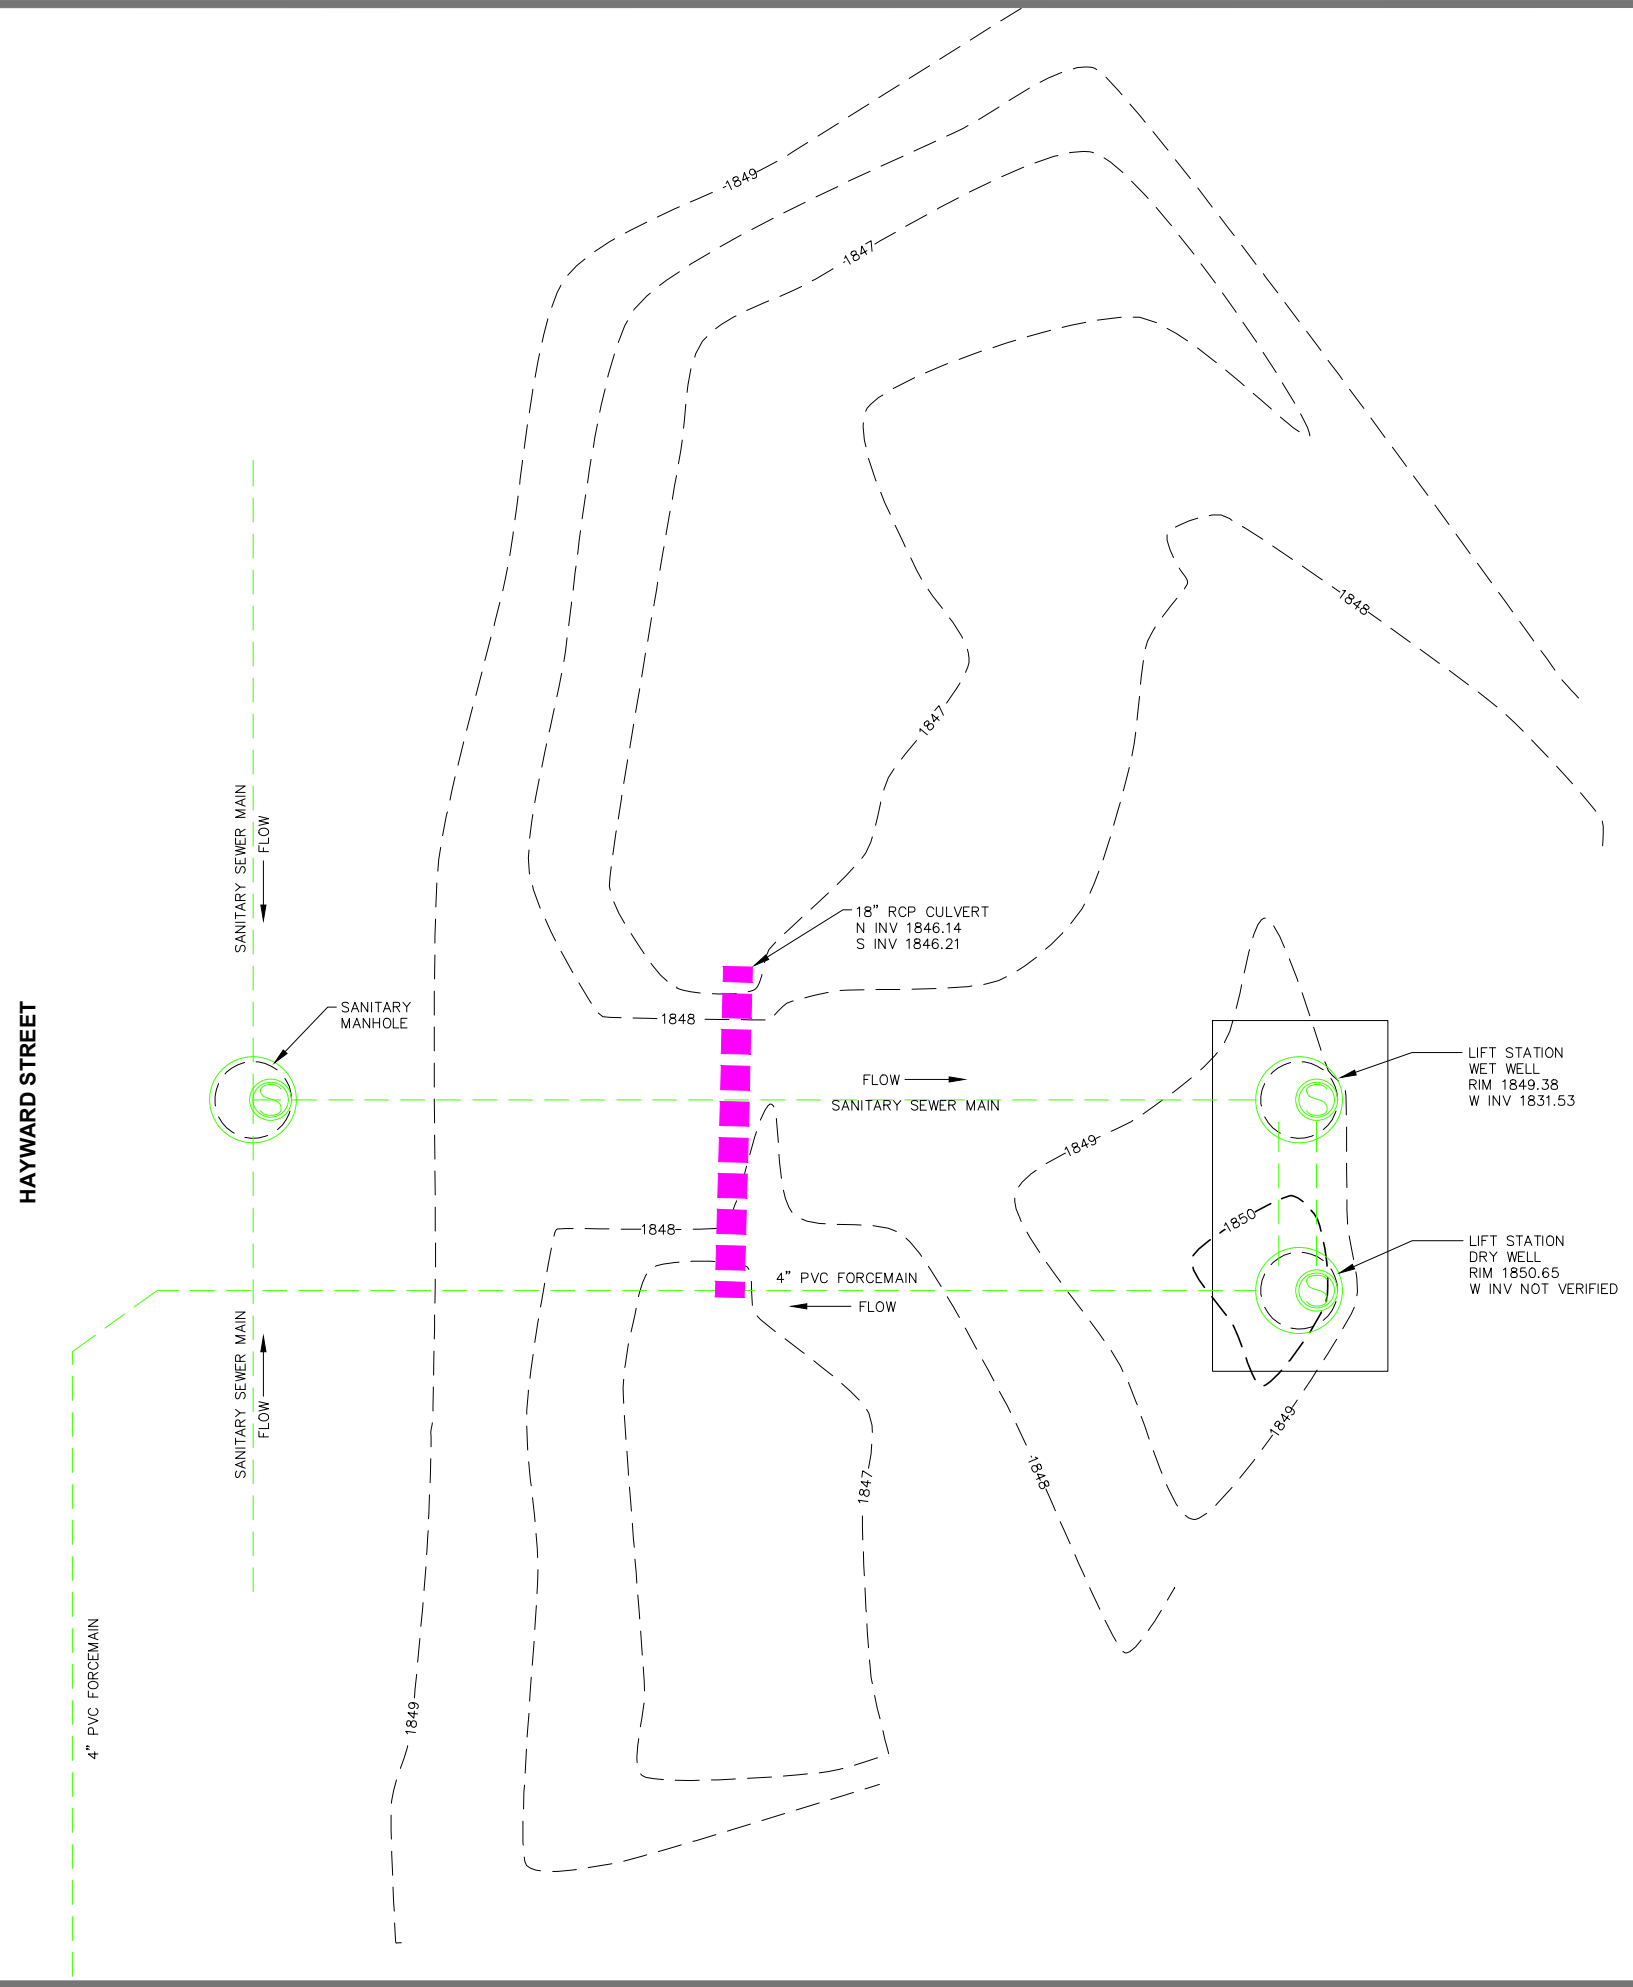 1849
1847
1848
1847
SANITARY SEWER MAIN
FLOW
18" RCP CULVERT
N INV 1846.14
S INV 1846.21
HAYWARD STREET
SANITARY
MANHOLE
1848
FLOW
SANITARY SEWER MAIN
LIFT STATION
WET WELL
RIM 1849.38
W INV 1831.53
S
S
1849
1848
1850
4" PVC FORCEMAIN
FLOW
LIFT STATION
DRY WELL
RIM 1850.65
W INV NOT VERIFIED
S
SANITARY SEWER MAIN
FLOW
1849
1848
1847
4" PVC FORCEMAIN
1849